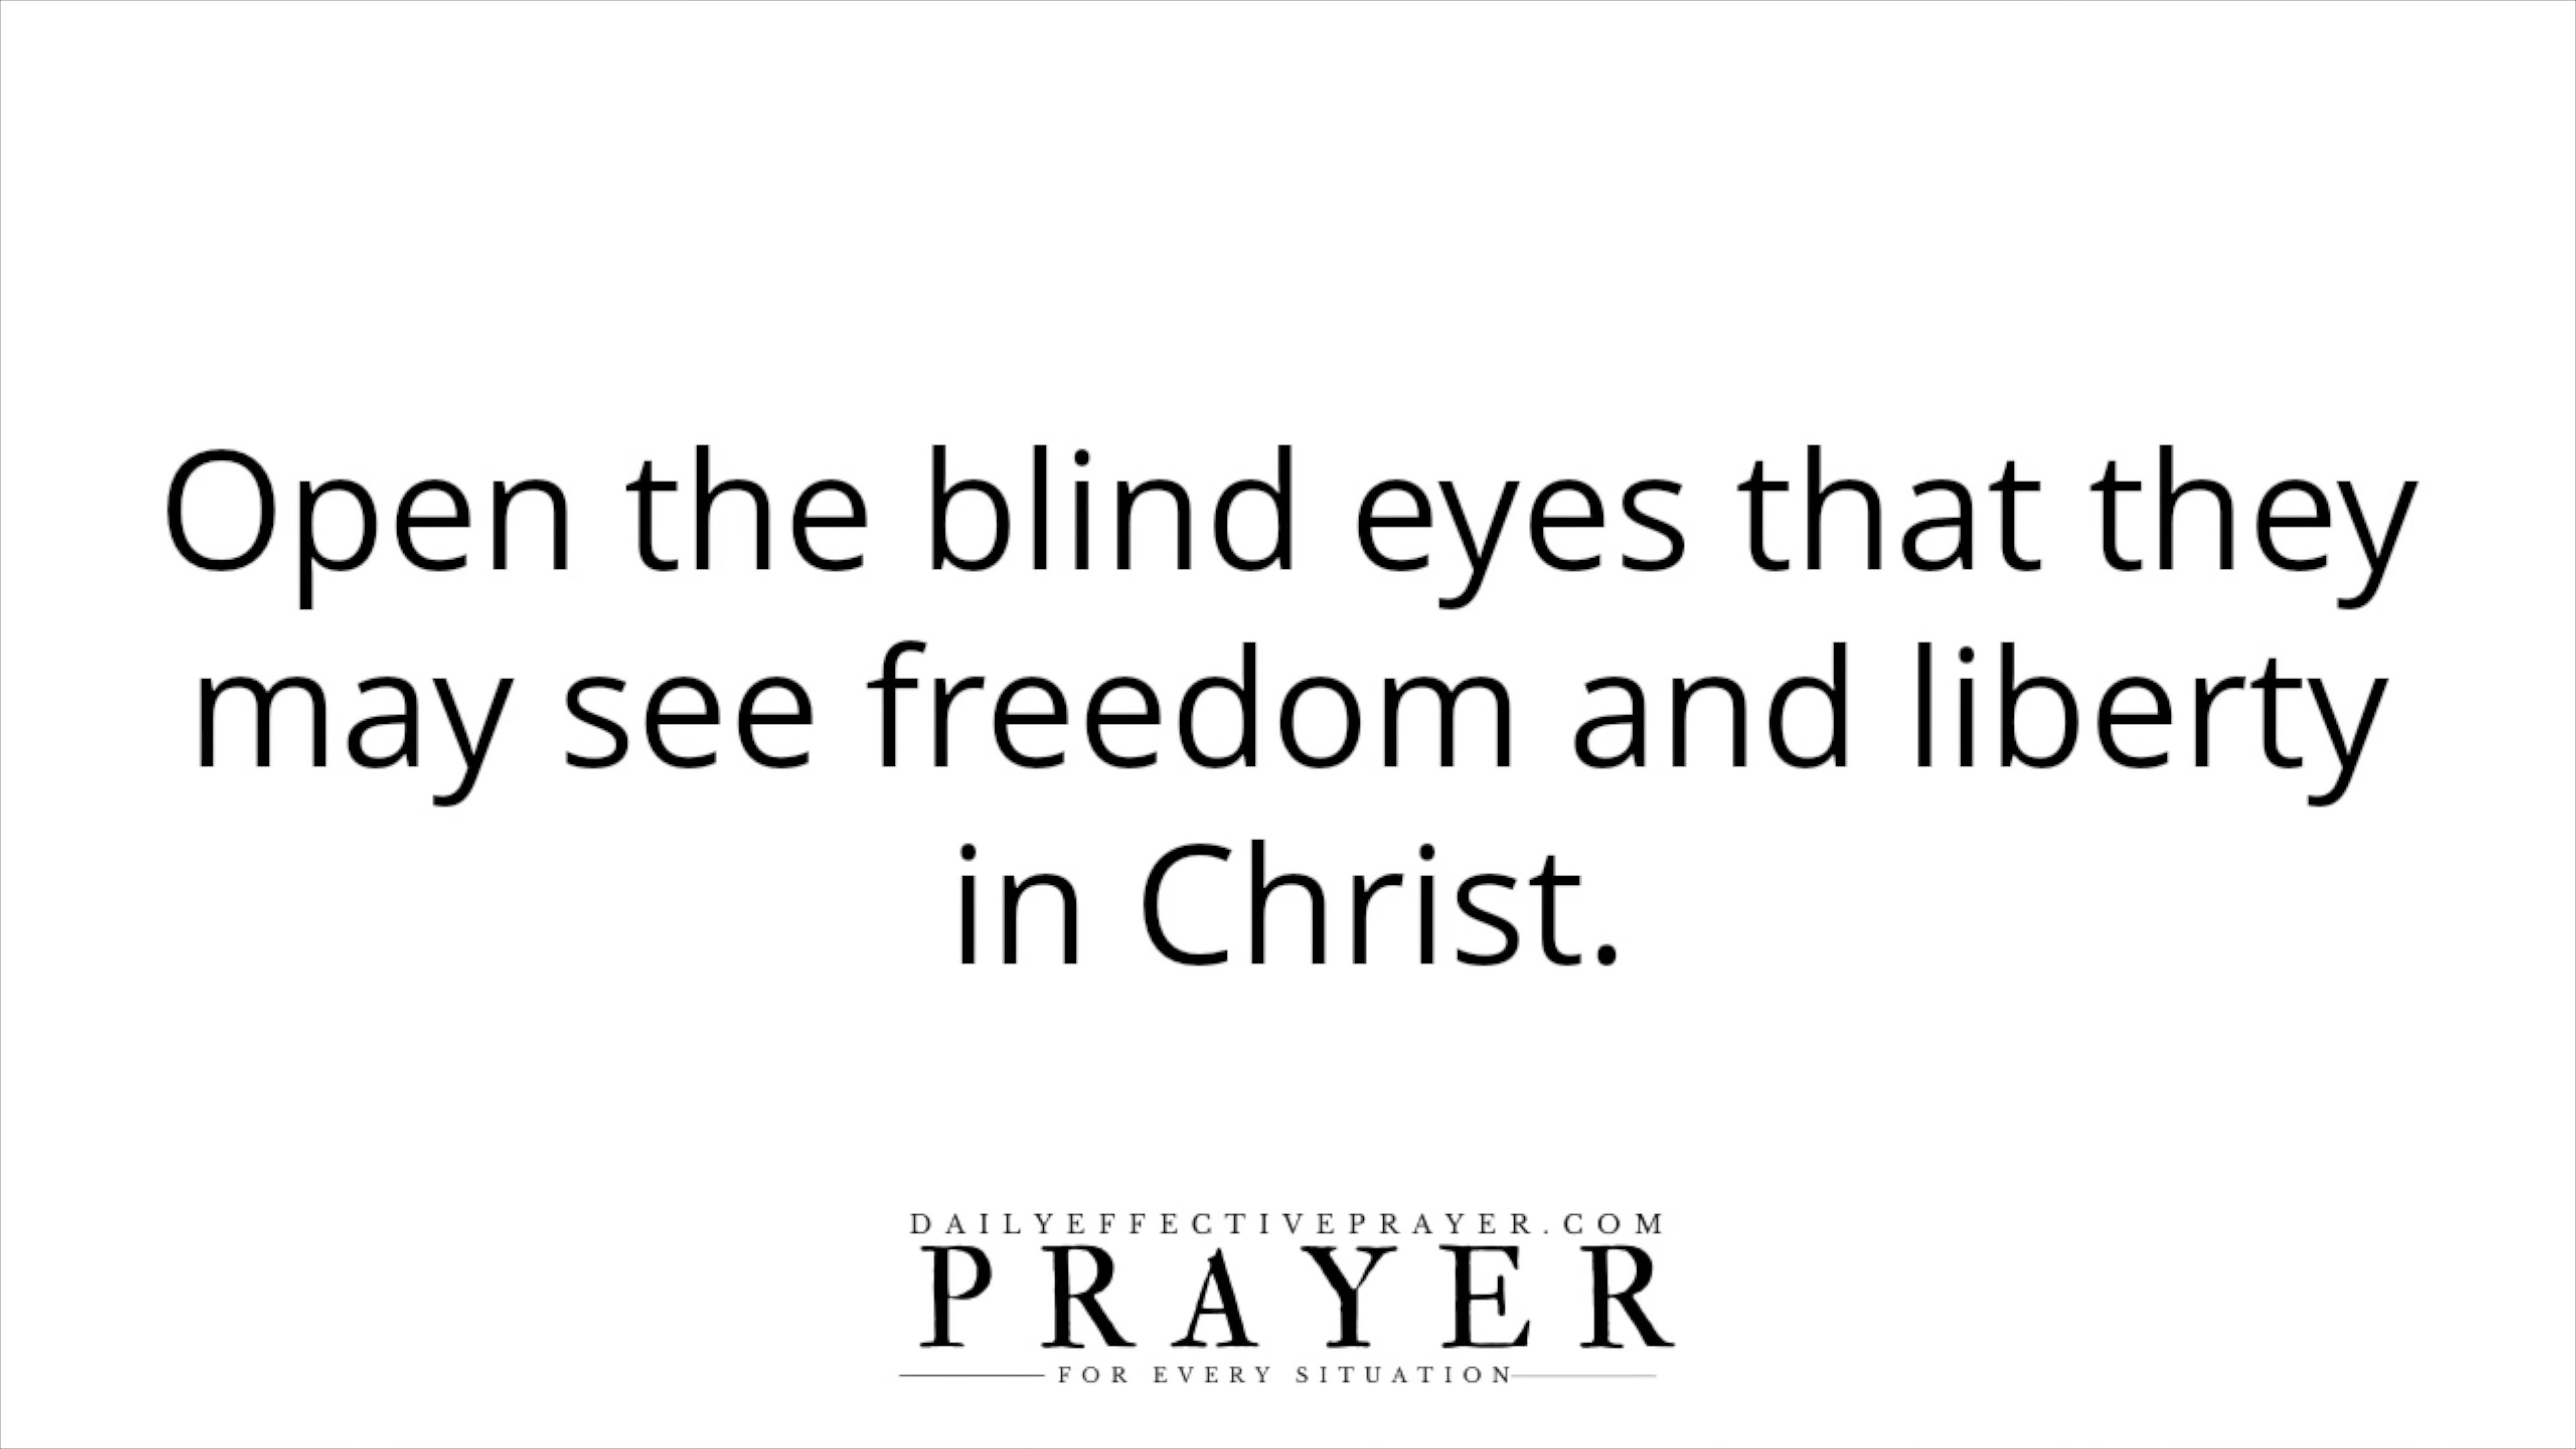 Open the blind eyes that they
may see freedom and liberty
in Christ.
DAILYEFFECTIVEPRAYER.COM
PRAYER
FOR EVERY SITUATION